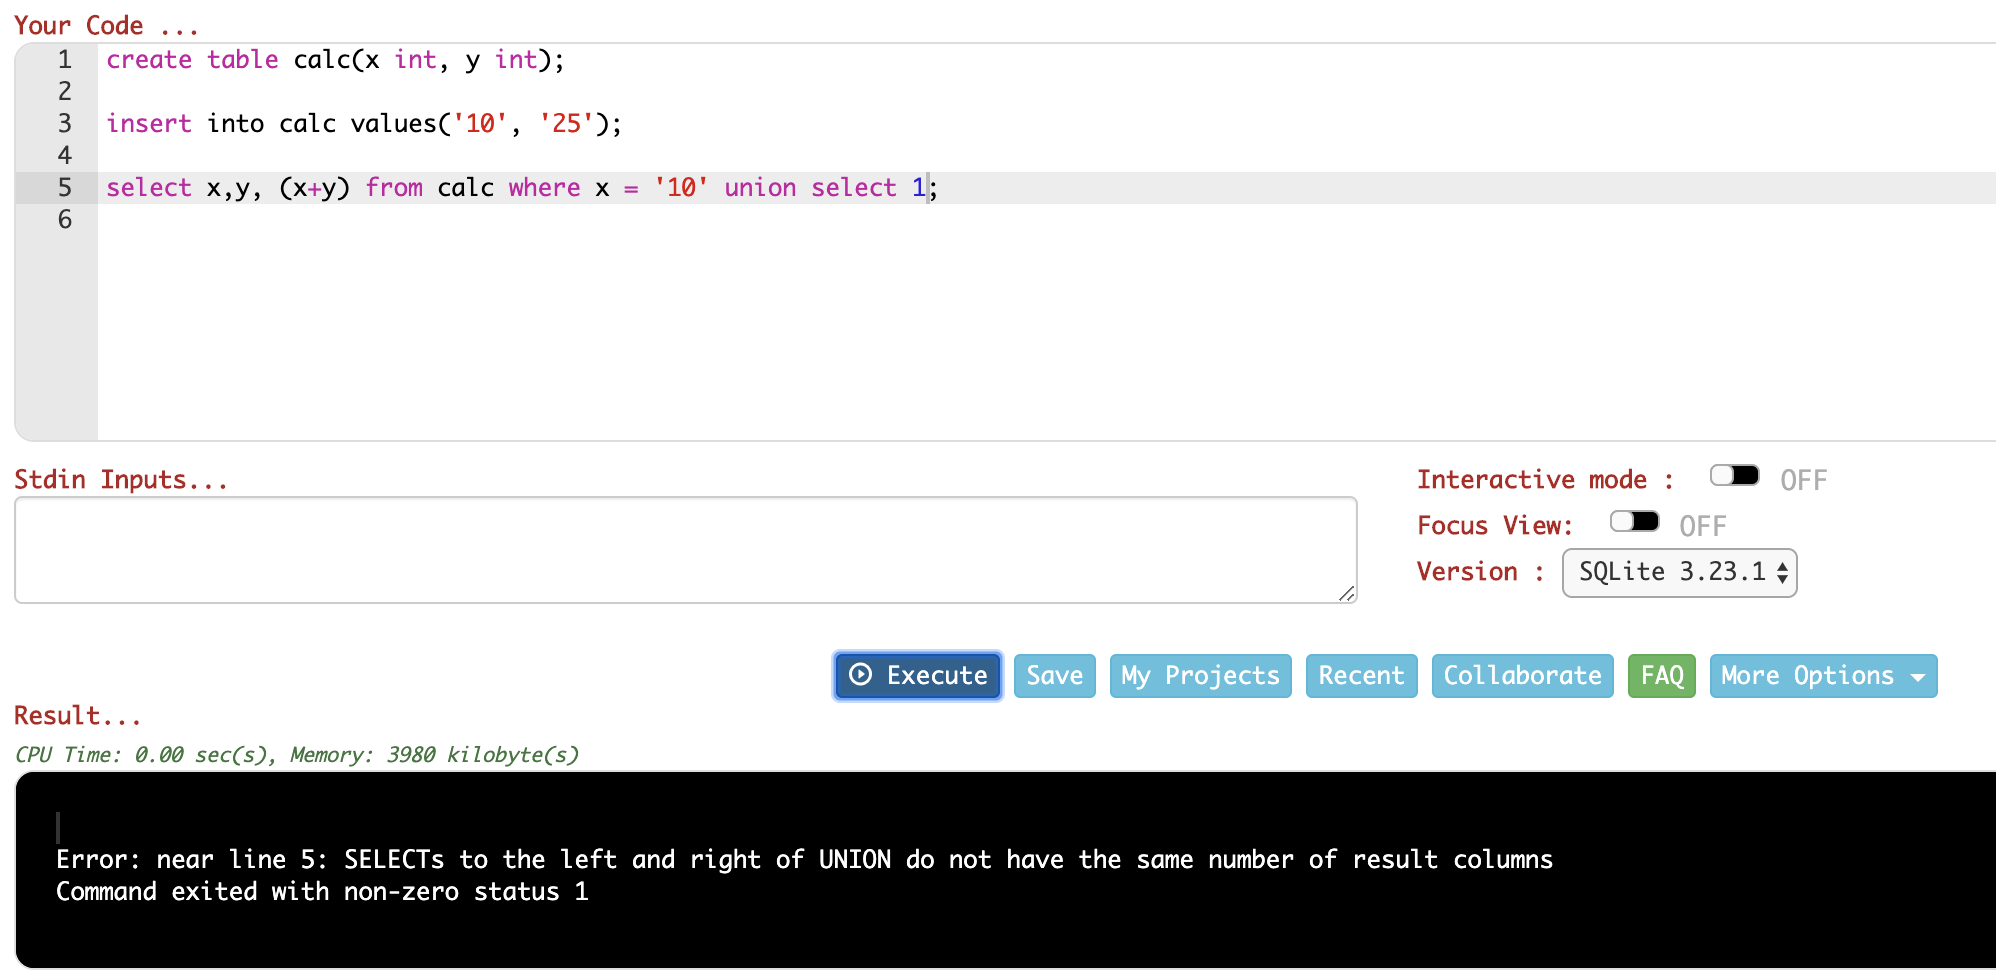 Your Code ...
1 create table calc(x int, y int);
2
3 insert into calc values('10', '25');
4
5 select x,y, (x+y) from calc where x = '10' union select 1;
6
Stdin Inputs...
Interactive mode : OFF
Focus View: OFF
Version : SQLite 3.23.1
Execute Save My Projects Recent Collaborate FAQ More Options
Result...
CPU Time: 0.00 sec(s), Memory: 3980 kilobyte(s)
Error: near line 5: SELECTs to the left and right of UNION do not have the same number of result columns
Command exited with non-zero status 1